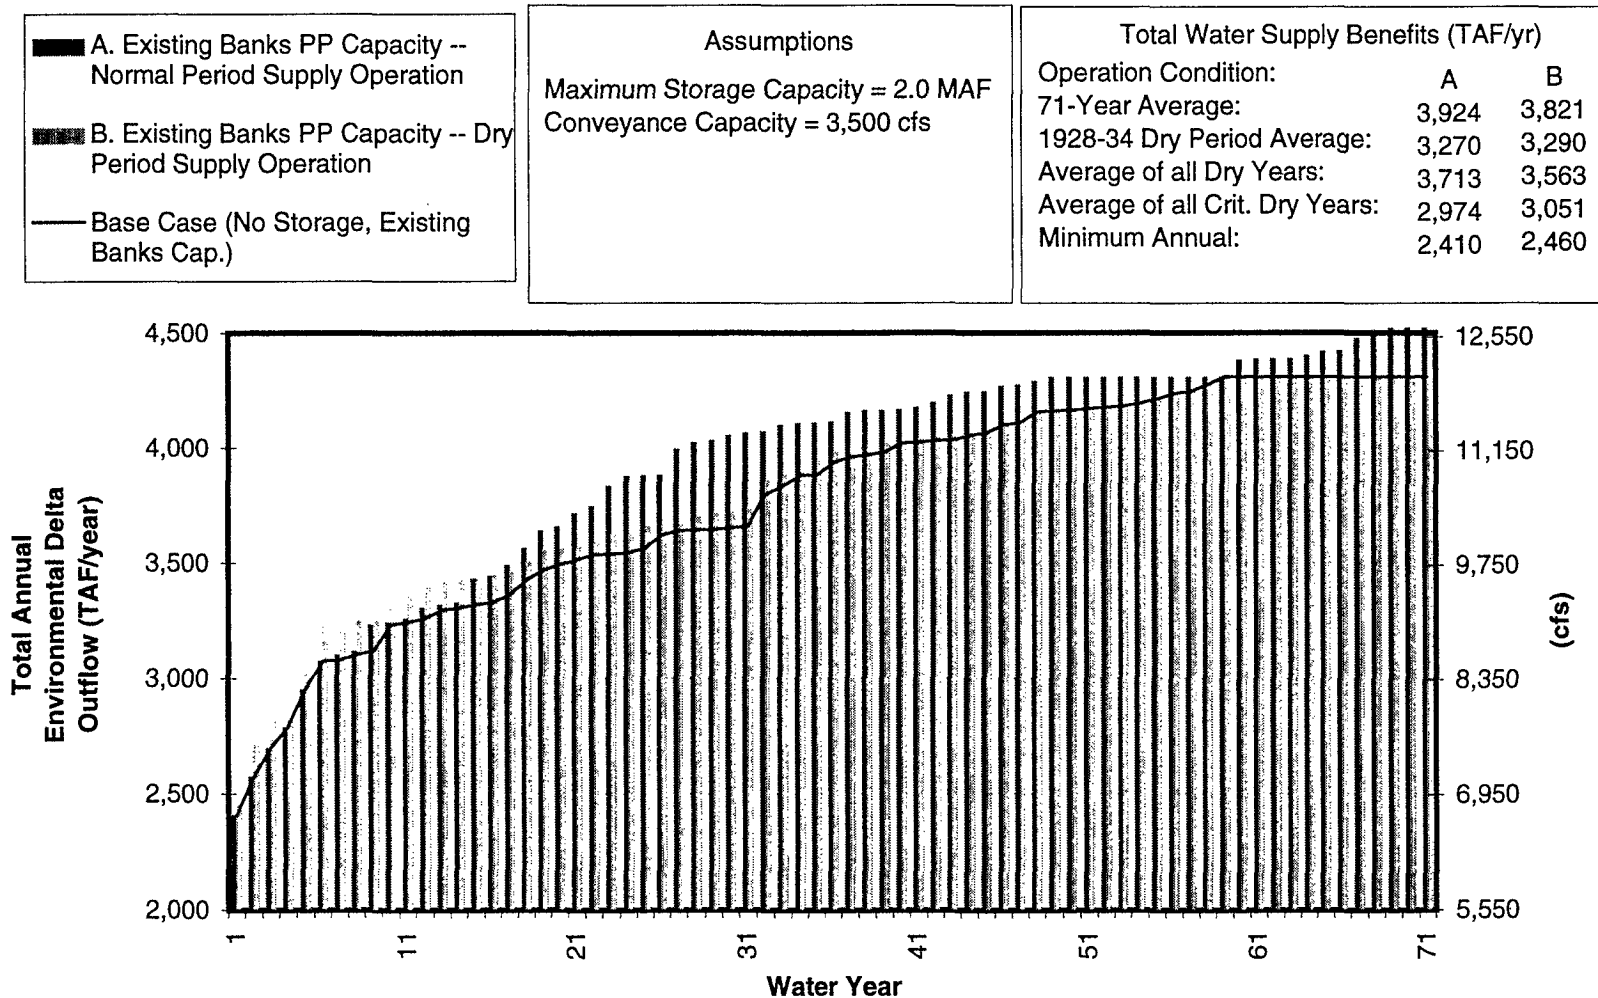 A. Existing Banks PP Capacity --
Normal Period Supply Operation
B. Existing Banks PP Capacity -- Dry
Period Supply Operation
Base Case (No Storage, Existing
Banks Cap.)
Assumptions
Maximum Storage Capacity = 2.0 MAF
Conveyance Capacity = 3,500 cfs
Total Water Supply Benefits (TAF/yr)
Operation Condition: A B
71-Year Average: 3,924 3,821
1928-34 Dry Period Average: 3,270 3,290
Average of all Dry Years: 3,713 3,563
Average of all Crit. Dry Years: 2,974 3,051
Minimum Annual: 2,410 2,460
Total Annual
Environmental Delta
Outflow (TAF/year)
4,500
4,000
3,500
3,000
2,500
2,000
12,550
11,150
9,750
8,350
6,950
5,550
(cfs)
1 11 21 31 41 51 61 71
Water Year